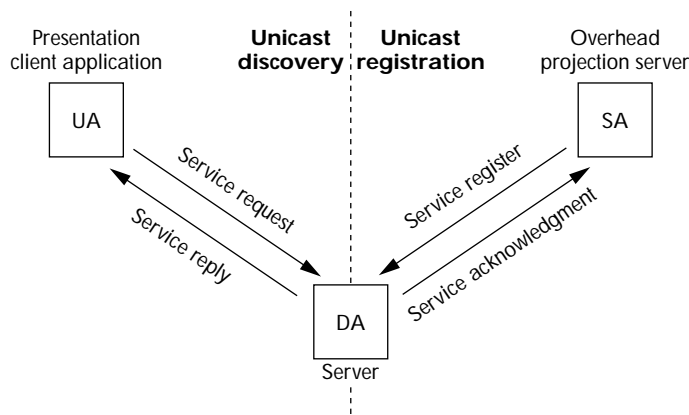 Presentation
client application
Unicast
discovery
Unicast
registration
Overhead
projection server
UA
SA
Service request
Service reply
Service register
Service acknowledgment
DA
Server